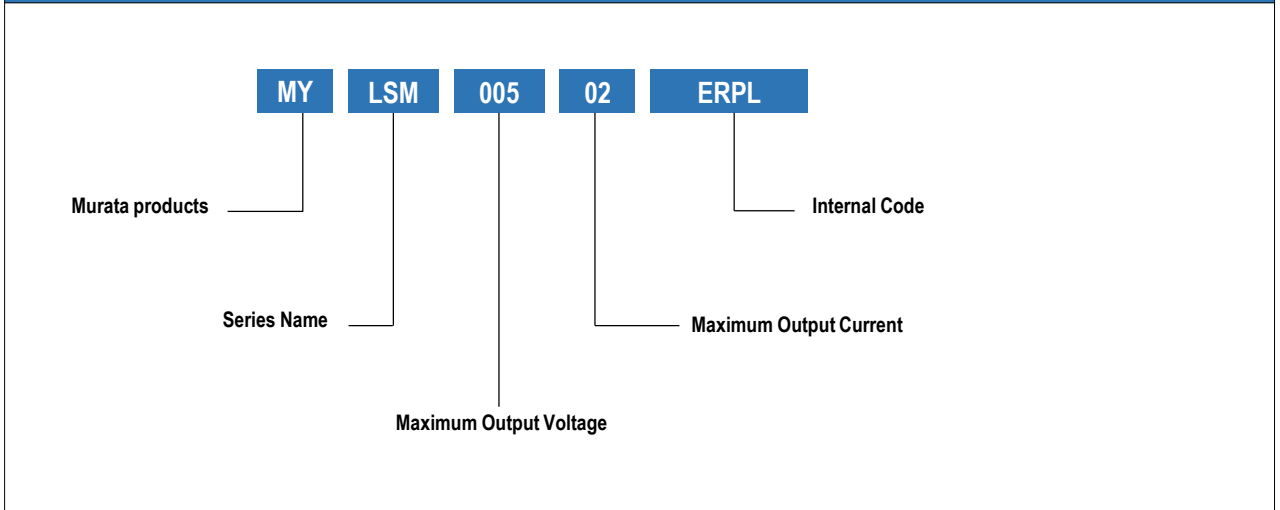 MY LSM 005 02 ERPL
Murata products
Internal Code
Series Name
Maximum Output Current
Maximum Output Voltage